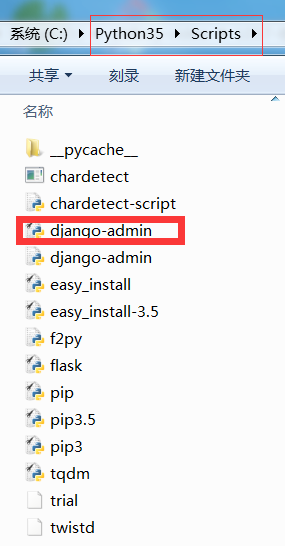 系统 (C:) ▸ Python35 ▸ Scripts ▸
共享 刻录 新建文件夹
名称
__pycache__
chardetect
chardetect-script
django-admin
django-admin
easy_install
easy_install-3.5
f2py
flask
pip
pip3.5
pip3
tqdm
trial
twistd